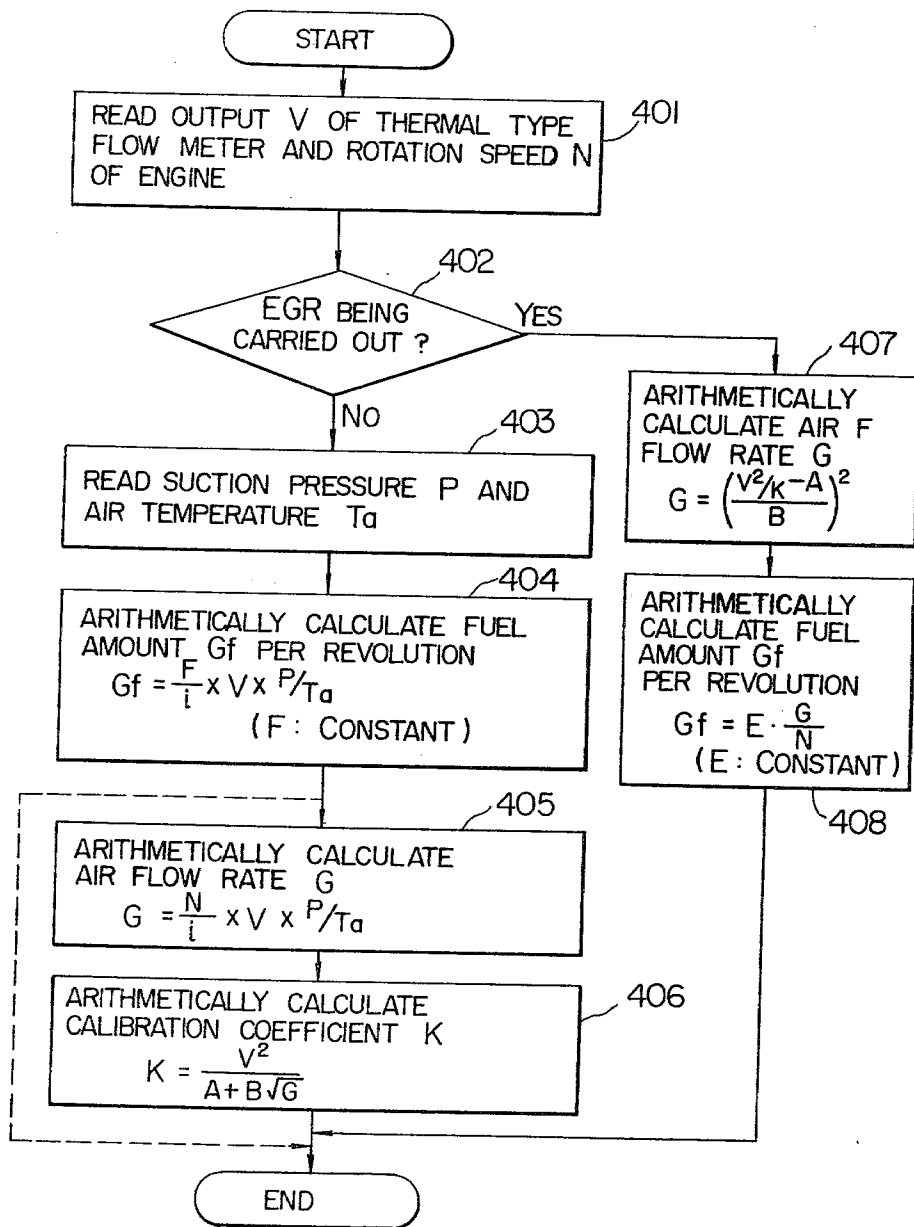 START
READ OUTPUT V OF THERMAL TYPE
FLOW METER AND ROTATION SPEED N
OF ENGINE
401
402
EGR BEING
CARRIED OUT ?
YES
NO
403
READ SUCTION PRESSURE P AND
AIR TEMPERATURE Ta
404
ARITHMETICALLY CALCULATE FUEL
AMOUNT Gf PER REVOLUTION
Gf = F/i × V × P/Ta
(F : CONSTANT)
405
ARITHMETICALLY CALCULATE
AIR FLOW RATE G
G = N/i × V × P/Ta
406
ARITHMETICALLY CALCULATE
CALIBRATION COEFFICIENT K
K = V²/(A+B√G)
407
ARITHMETICALLY
CALCULATE AIR F
FLOW RATE G
G = ((V²/K-A)/B)²
ARITHMETICALLY
CALCULATE FUEL
AMOUNT Gf
PER REVOLUTION
Gf = E · G/N
(E : CONSTANT)
408
END